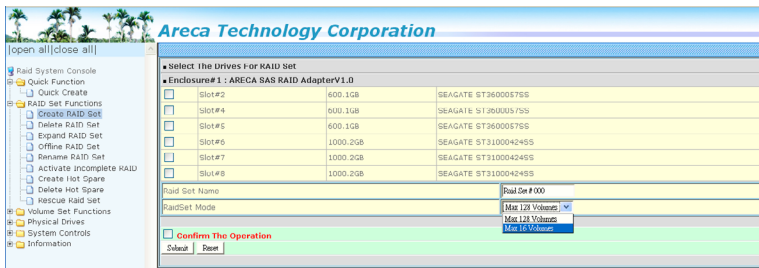 Areca Technology Corporation
|open all|close all|
Raid System Console
Quick Function
Quick Create
RAID Set Functions
Create RAID Set
Delete RAID Set
Expand RAID Set
Offline RAID Set
Rename RAID Set
Activate Incomplete RAID
Create Hot Spare
Delete Hot Spare
Rescue Raid Set
Volume Set Functions
Physical Drives
System Controls
Information
Select The Drives For RAID Set
Enclosure#1 : ARECA SAS RAID AdapterV1.0
Slot#2 600.1GB SEAGATE ST3600057SS
Slot#4 600.1GB SEAGATE ST3600057SS
Slot#5 600.1GB SEAGATE ST3600057SS
Slot#6 1000.2GB SEAGATE ST31000424SS
Slot#7 1000.2GB SEAGATE ST31000424SS
Slot#8 1000.2GB SEAGATE ST31000424SS
Raid Set Name Raid Set # 000
RaidSet Mode Max 128 Volumes
Max 128 Volumes
Max 16 Volumes
Confirm The Operation
Submit Reset